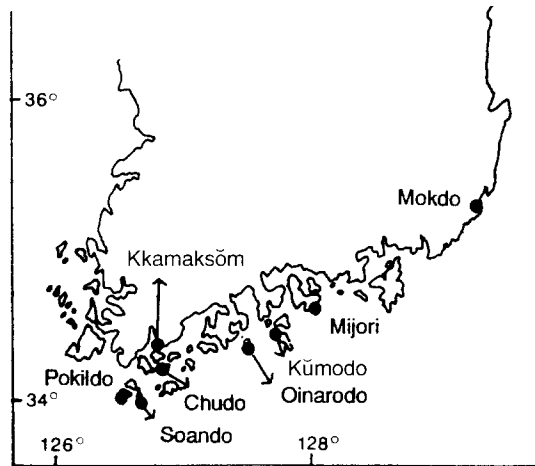 36°
Mokdo
Kkamaksŏm
Mijori
Kŭmodo
Pokildo
Oinarodo
Chudo
34°
Soando
126°
128°